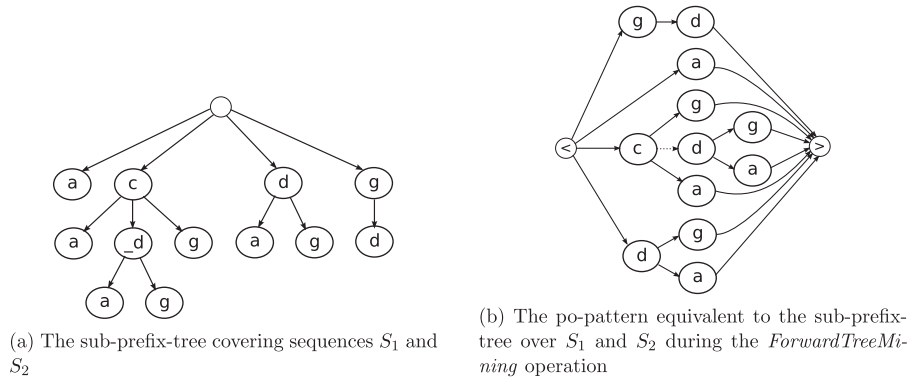 a c d g
a _d g a g d
a g
(a) The sub-prefix-tree covering sequences S1 and
S2
g d
a
g
g
< c d >
a
a
g
d
a
(b) The po-pattern equivalent to the sub-prefix-
tree over S1 and S2 during the ForwardTreeMi-
ning operation